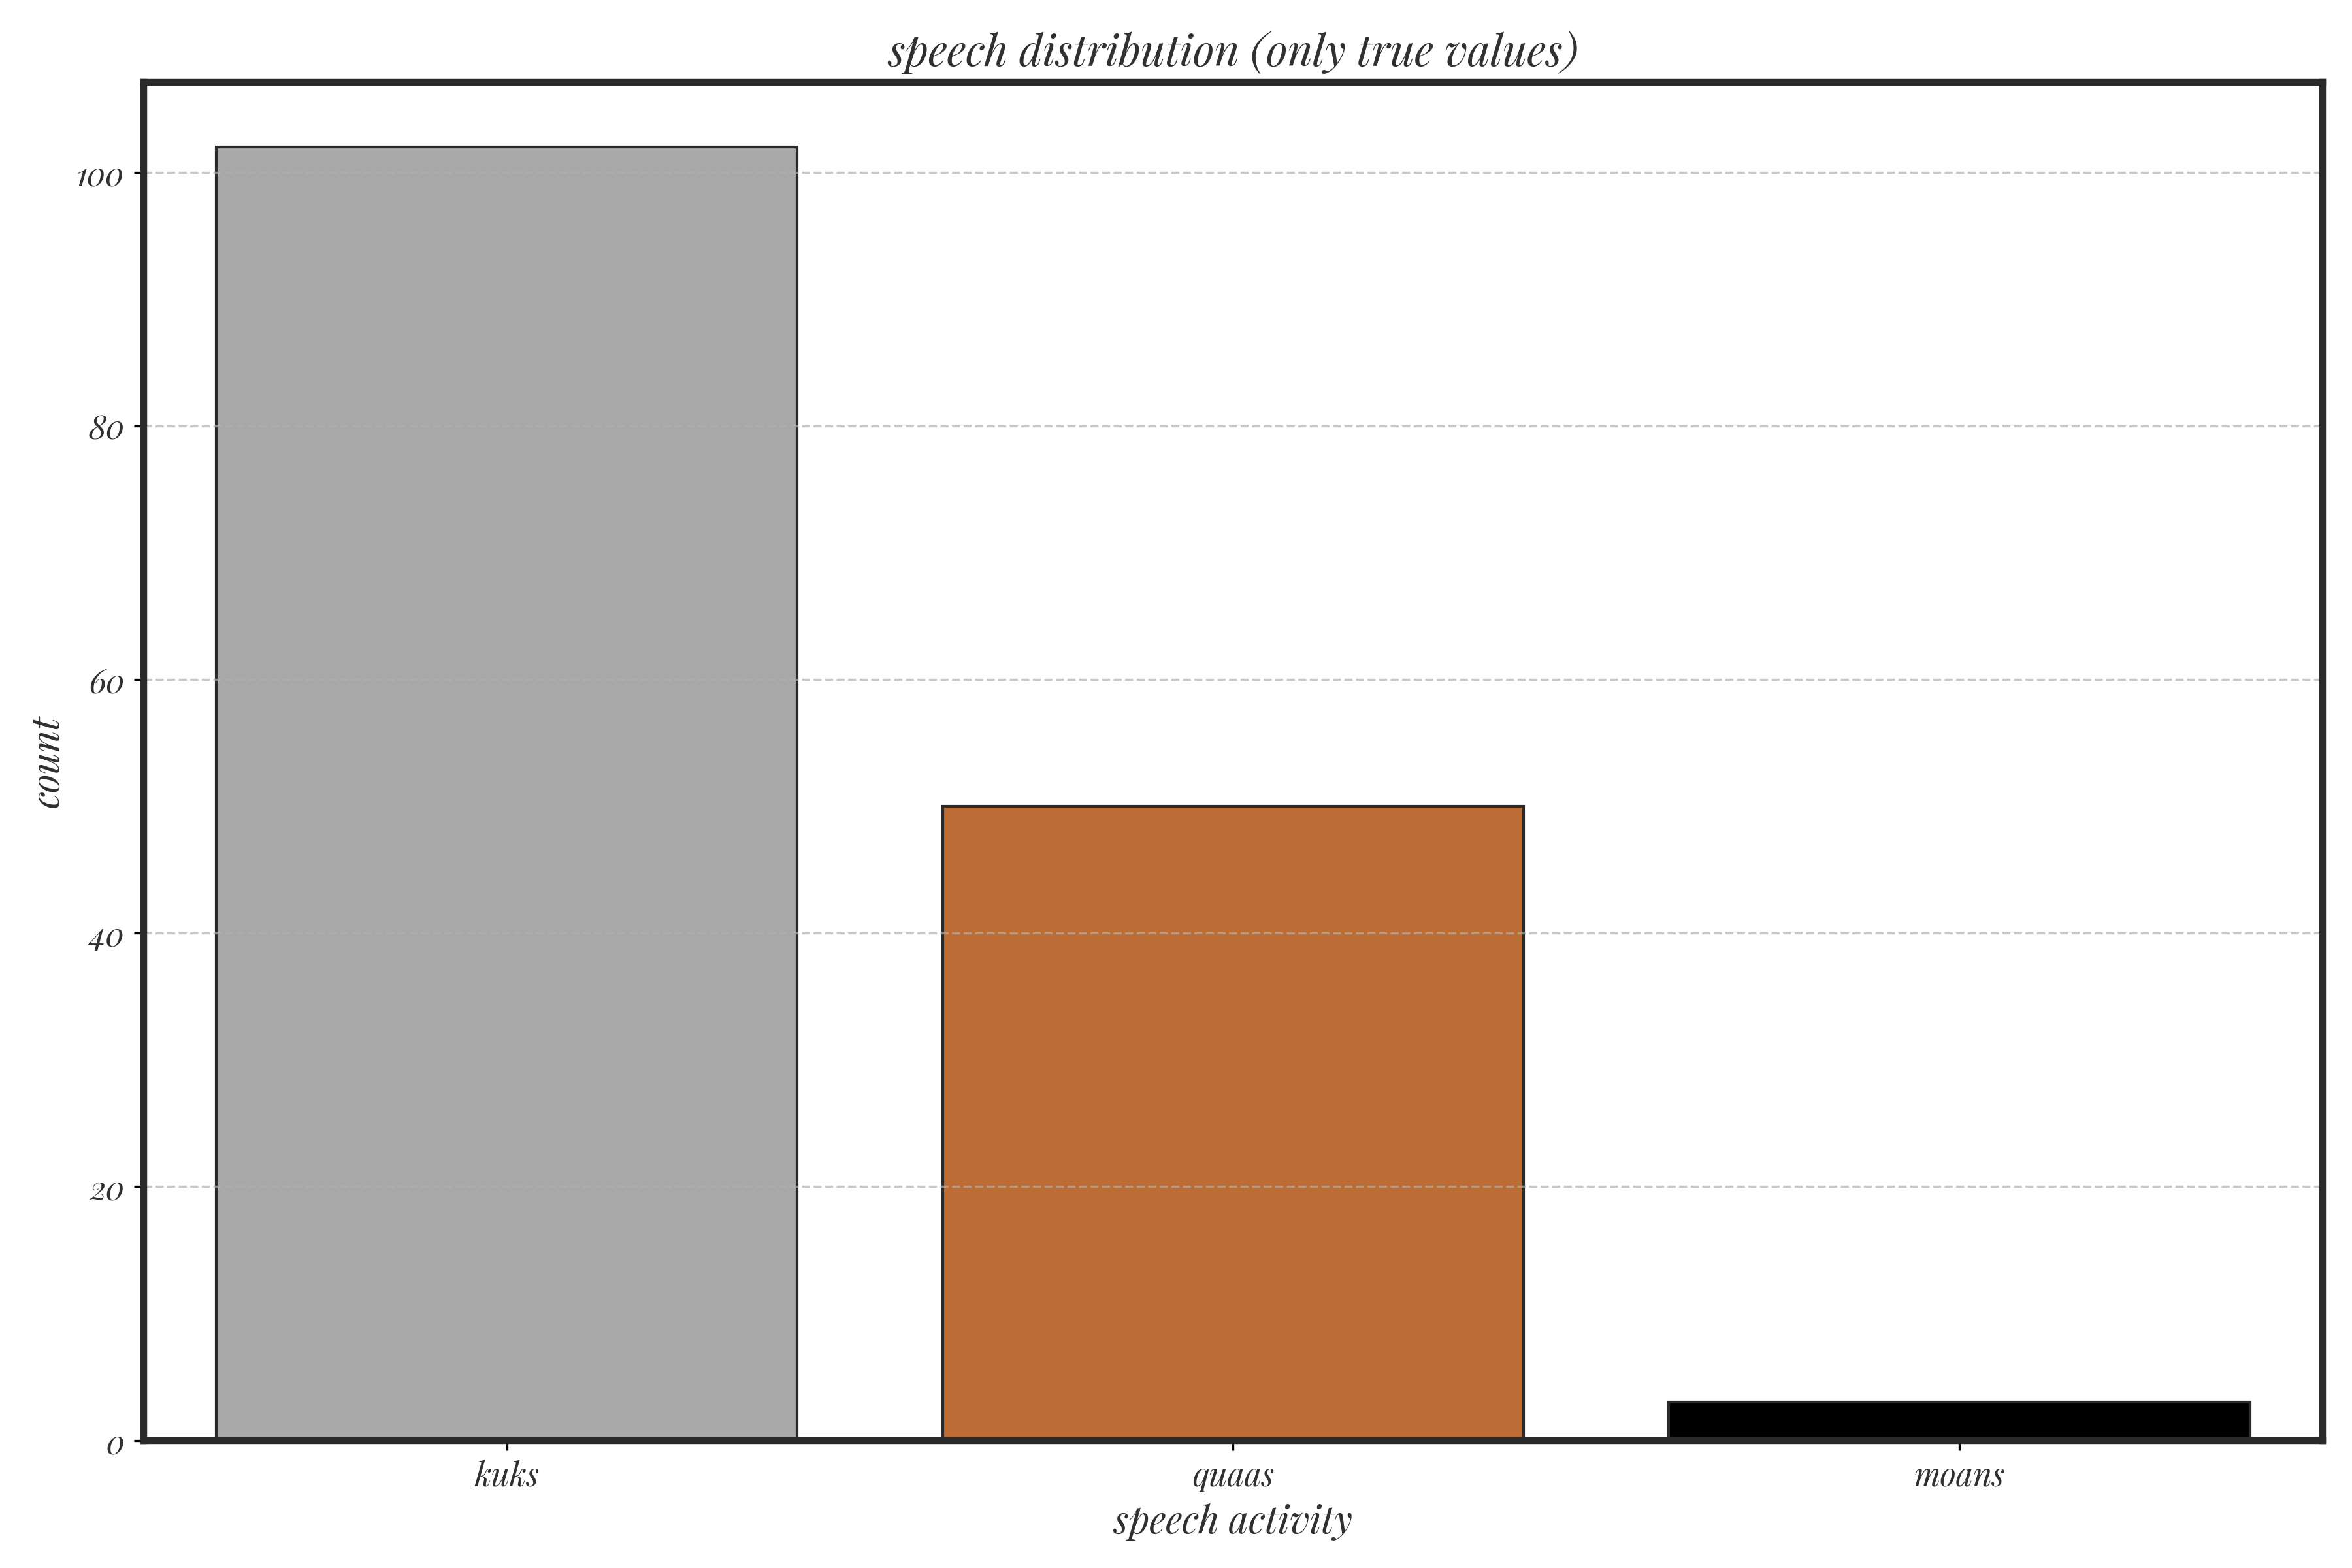 speech distribution (only true values)
100
80
60
40
20
0
count
kuks
quaas
moans
speech activity